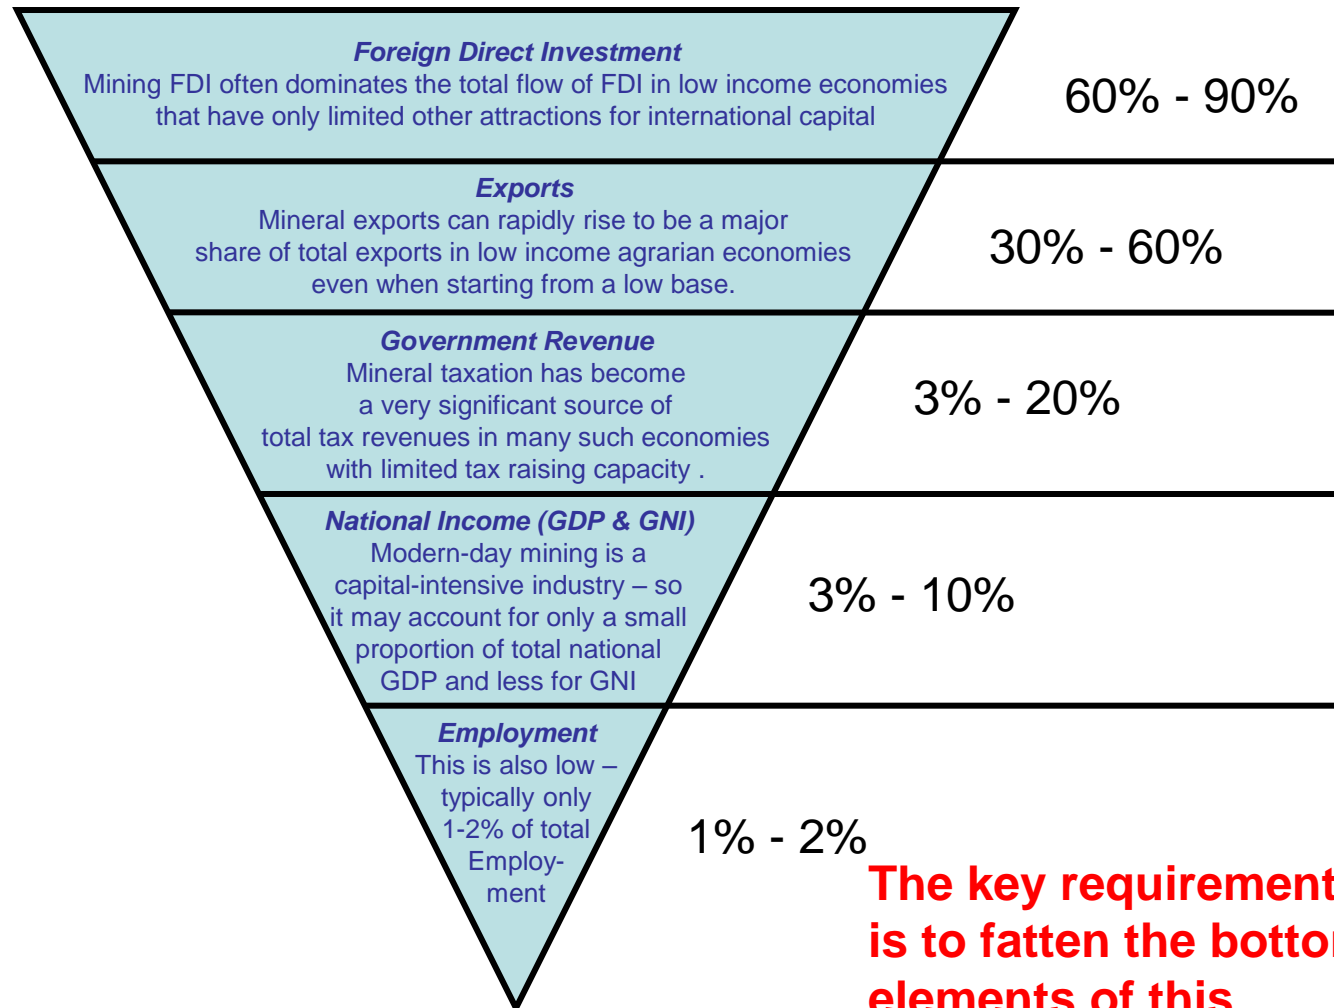 Foreign Direct Investment
Mining FDI often dominates the total flow of FDI in low income economies
that have only limited other attractions for international capital
60% - 90%
Exports
Mineral exports can rapidly rise to be a major
share of total exports in low income agrarian economies
even when starting from a low base.
30% - 60%
Government Revenue
Mineral taxation has become
a very significant source of
total tax revenues in many such economies
with limited tax raising capacity .
3% - 20%
National Income (GDP & GNI)
Modern-day mining is a
capital-intensive industry – so
it may account for only a small
proportion of total national
GDP and less for GNI
3% - 10%
Employment
This is also low –
typically only
1-2% of total
Employ-
ment
1% - 2%
The key requirement
is to fatten the bottom
elements of this